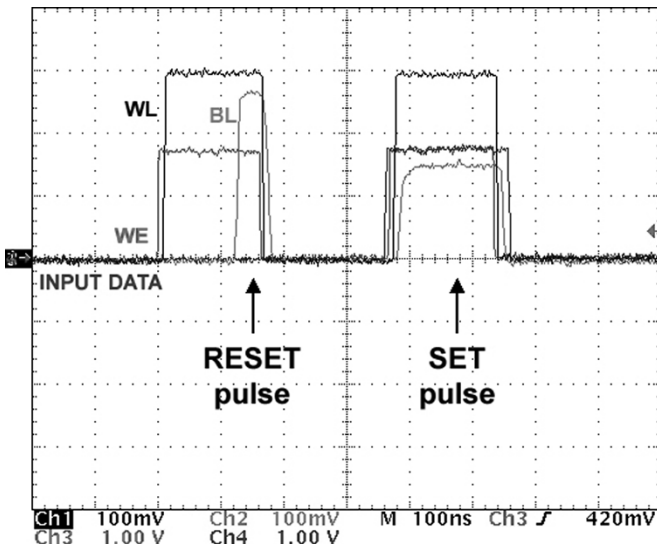 WL
BL
WE
INPUT DATA
RESET
pulse
SET
pulse
Ch1 100mV Ch2 100mV M 100ns Ch3 420mV
Ch3 1.00 V Ch4 1.00 V